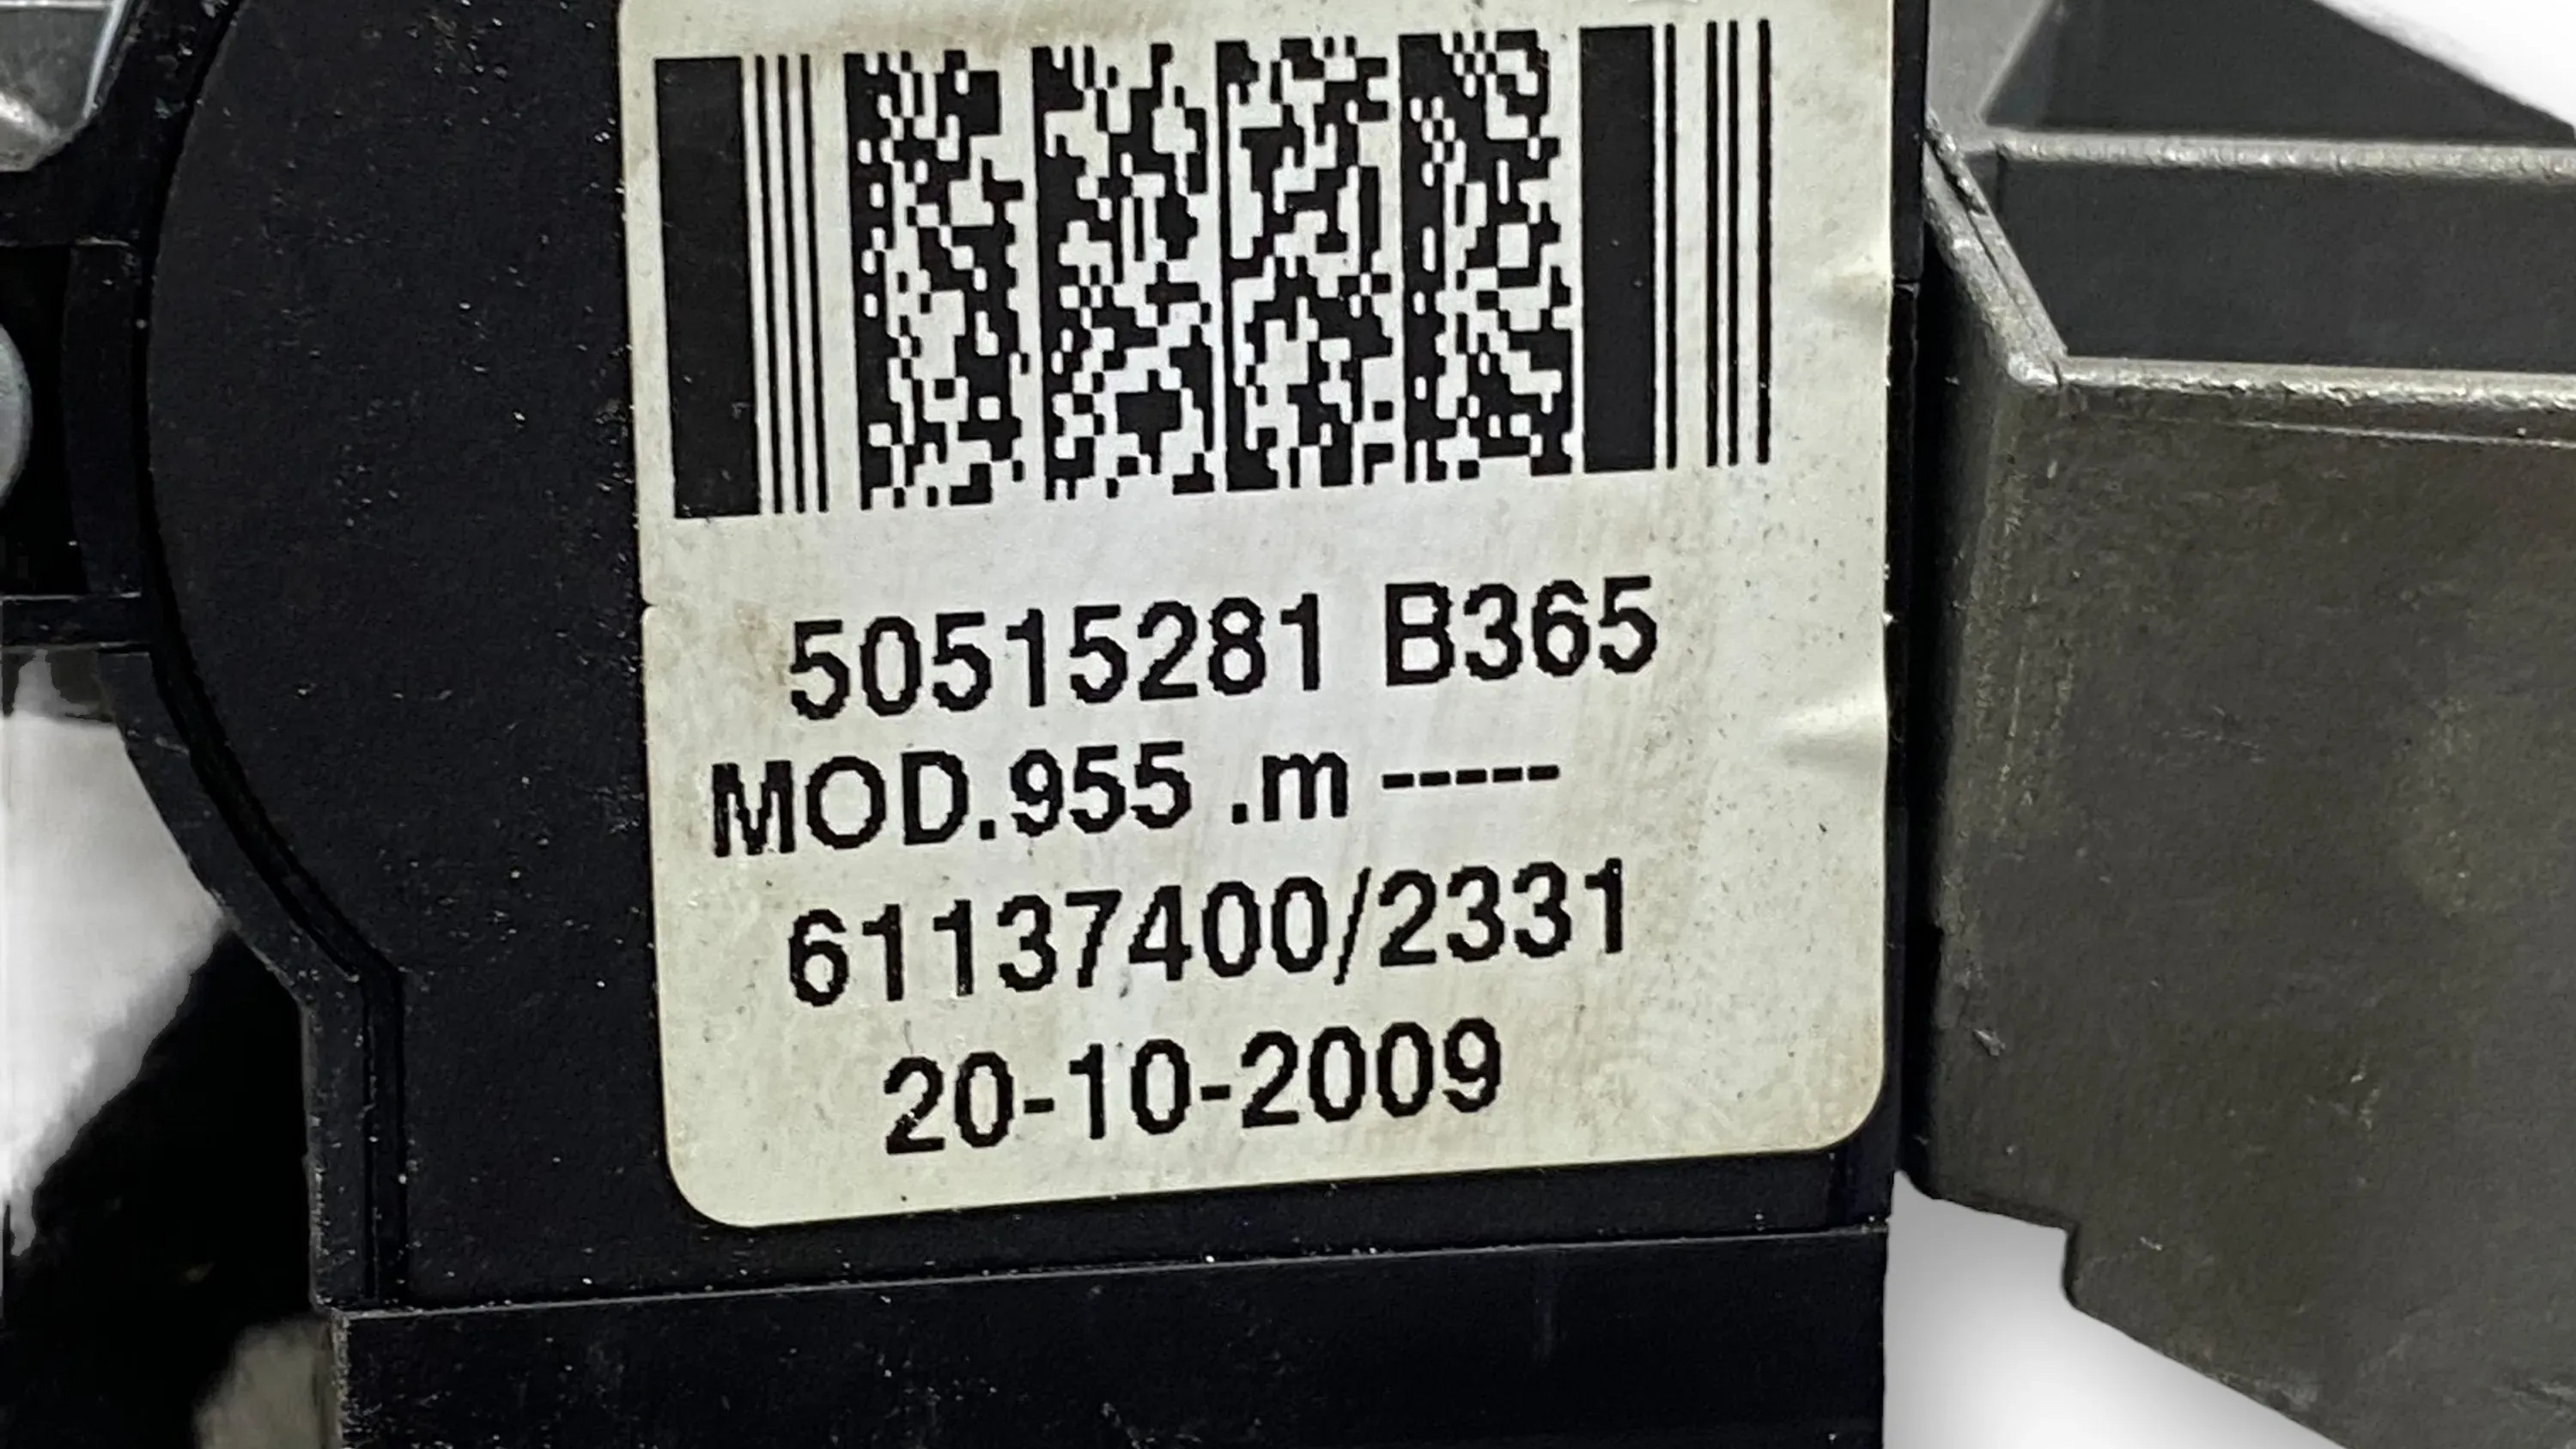 50515281 B365
MOD.955 .m -----
61137400/2331
20-10-2009